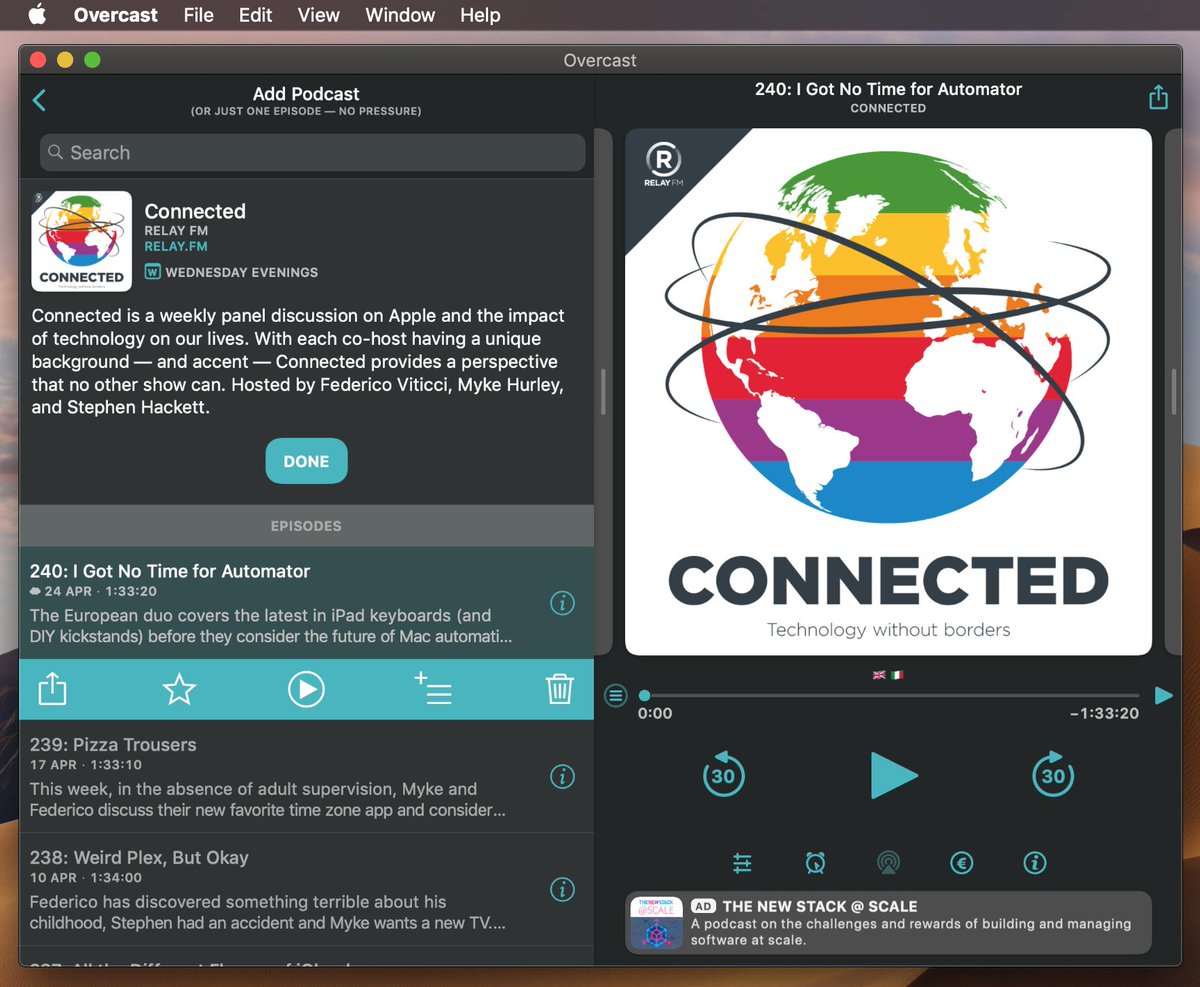 Overcast File Edit View Window Help
Overcast
Add Podcast
(OR JUST ONE EPISODE — NO PRESSURE)
Search
Connected
RELAY FM
RELAY.FM
W WEDNESDAY EVENINGS
CONNECTED
Connected is a weekly panel discussion on Apple and the impact
of technology on our lives. With each co-host having a unique
background — and accent — Connected provides a perspective
that no other show can. Hosted by Federico Viticci, Myke Hurley,
and Stephen Hackett.
DONE
EPISODES
240: I Got No Time for Automator
24 APR · 1:33:20
The European duo covers the latest in iPad keyboards (and
DIY kickstands) before they consider the future of Mac automati...
239: Pizza Trousers
17 APR · 1:33:10
This week, in the absence of adult supervision, Myke and
Federico discuss their new favorite time zone app and consider...
238: Weird Plex, But Okay
10 APR · 1:34:00
Federico has discovered something terrible about his
childhood, Stephen had an accident and Myke wants a new TV....
240: I Got No Time for Automator
CONNECTED
R
RELAY FM
CONNECTED
Technology without borders
0:00
−1:33:20
30
30
€
THENEWSTACK
@SCALE
AD THE NEW STACK @ SCALE
A podcast on the challenges and rewards of building and managing
software at scale.